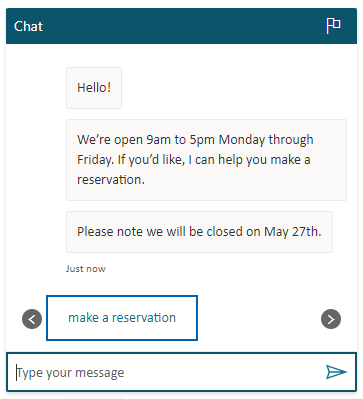 Chat
Hello!
We’re open 9am to 5pm Monday through
Friday. If you’d like, I can help you make a
reservation.
Please note we will be closed on May 27th.
Just now
make a reservation
Type your message